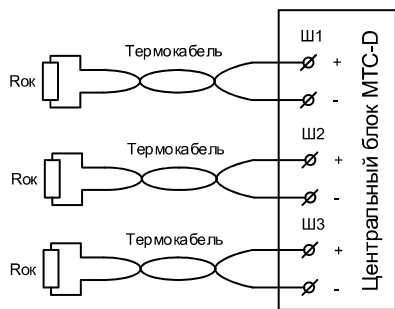 Ш1
Термокабель
+
Rок
-
Ш2
Термокабель
+
Rок
-
Ш3
Термокабель
+
Rок
-
Центральный блок МТС-D